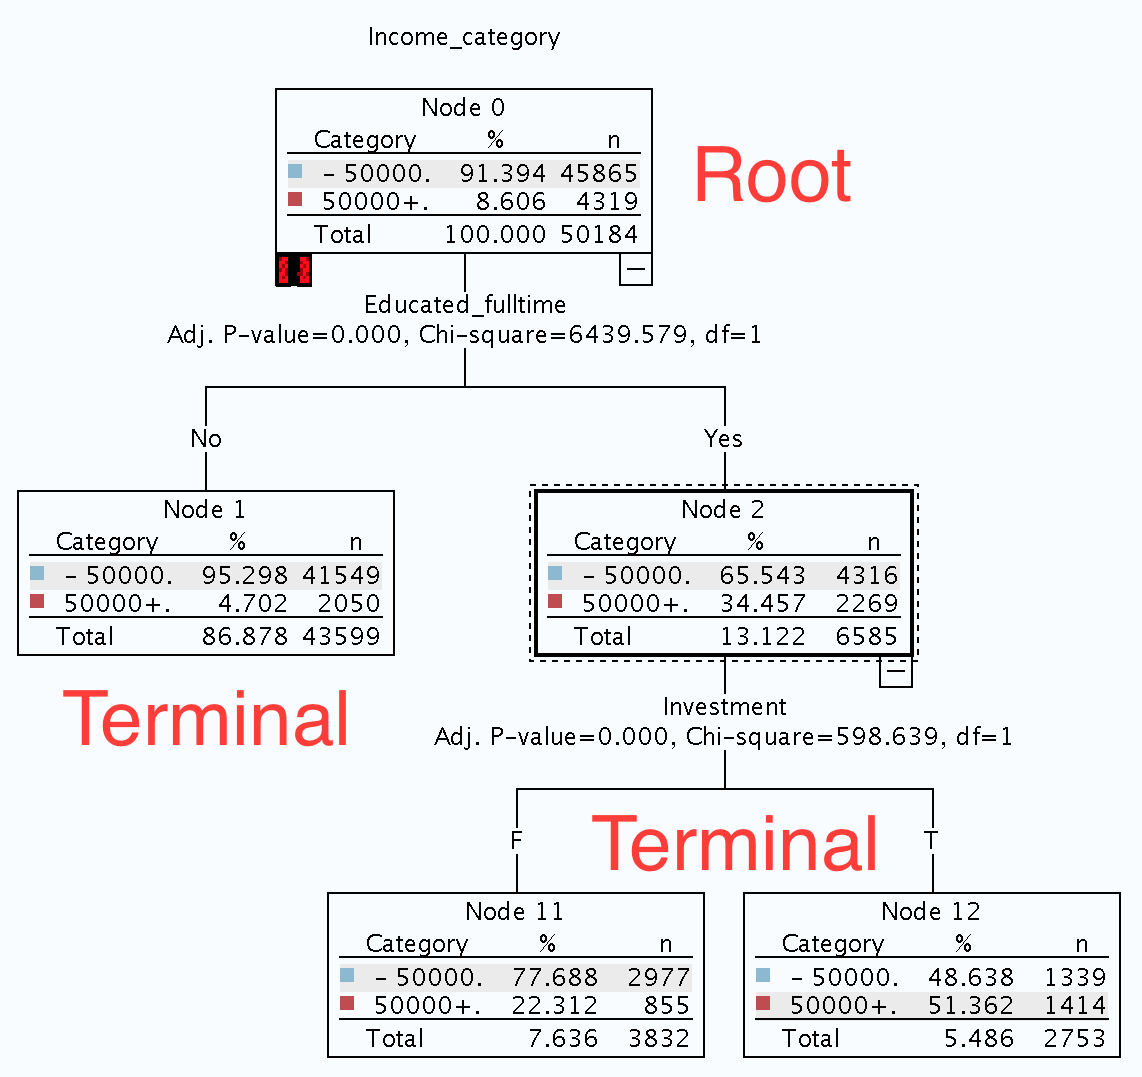 Income_category
Node 0
Category % n
- 50000. 91.394 45865
50000+. 8.606 4319
Total 100.000 50184
Root
Educated_fulltime
Adj. P-value=0.000, Chi-square=6439.579, df=1
No
Yes
Node 1
Category % n
- 50000. 95.298 41549
50000+. 4.702 2050
Total 86.878 43599
Node 2
Category % n
- 50000. 65.543 4316
50000+. 34.457 2269
Total 13.122 6585
Terminal
Investment
Adj. P-value=0.000, Chi-square=598.639, df=1
F
Terminal
T
Node 11
Category % n
- 50000. 77.688 2977
50000+. 22.312 855
Total 7.636 3832
Node 12
Category % n
- 50000. 48.638 1339
50000+. 51.362 1414
Total 5.486 2753